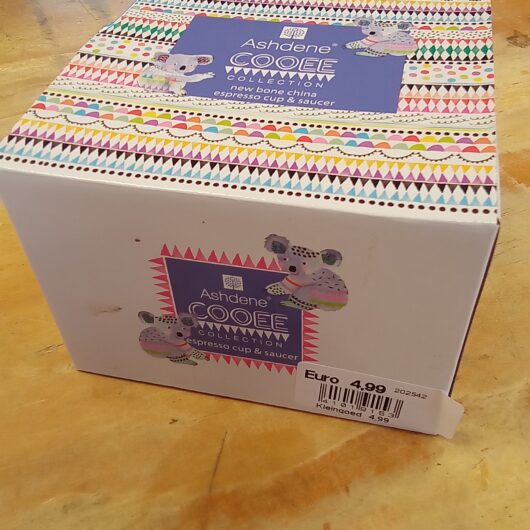 Ashdene®
COOEE
COLLECTION
new bone china
espresso cup & saucer
Ashdene®
COOEE
COLLECTION
espresso cup & saucer
Euro 4,99 202542
41019153
Kleingoed 4.99